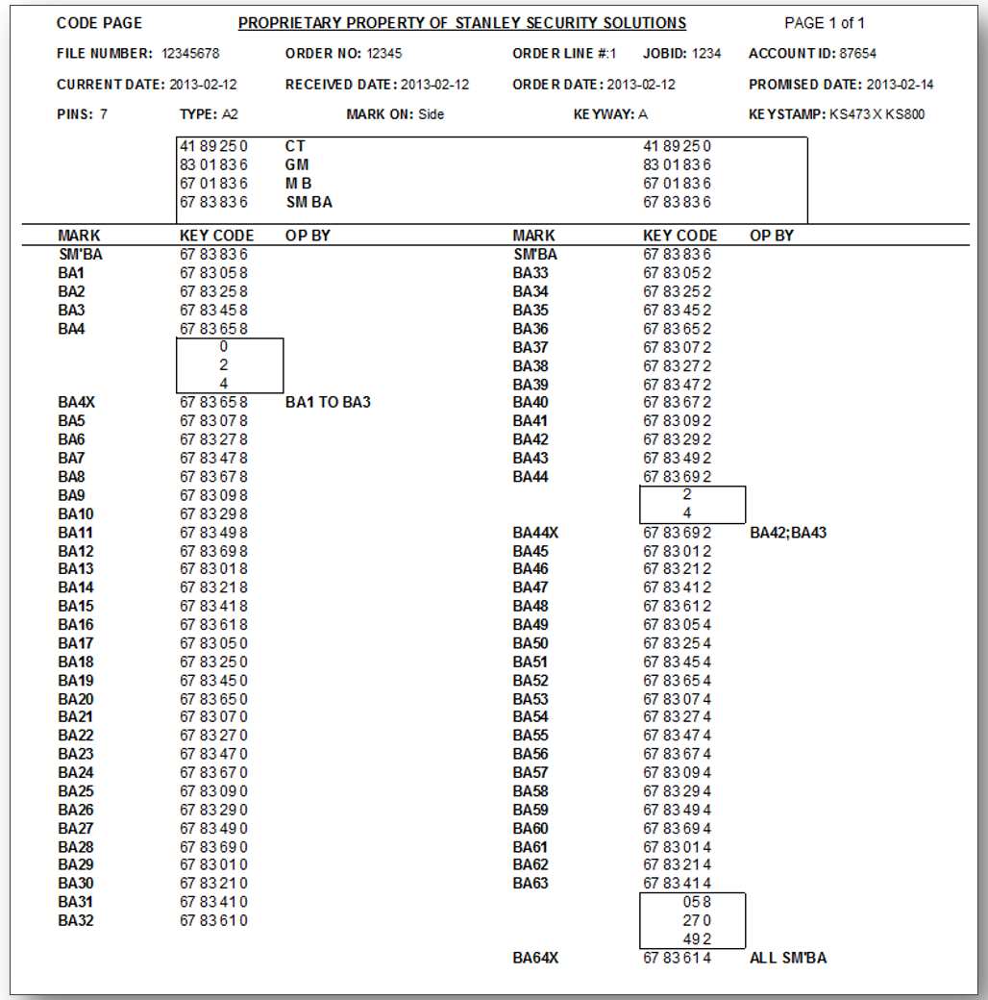 CODE PAGE PROPRIETARY PROPERTY OF STANLEY SECURITY SOLUTIONS PAGE 1 of 1
FILE NUMBER: 12345678 ORDER NO: 12345 ORDER LINE #:1 JOBID: 1234 ACCOUNT ID: 87654
CURRENT DATE: 2013-02-12 RECEIVED DATE: 2013-02-12 ORDER DATE: 2013-02-12 PROMISED DATE: 2013-02-14
PINS: 7 TYPE: A2 MARK ON: Side KEYWAY: A KEYSTAMP: KS473 X KS800
41 89 25 0 CT 41 89 25 0
83 01 83 6 GM 83 01 83 6
67 01 83 6 M B 67 01 83 6
67 83 83 6 SM BA 67 83 83 6
MARK KEY CODE OP BY MARK KEY CODE OP BY
SM'BA 67 83 83 6 SM'BA 67 83 83 6
BA1 67 83 05 8 BA33 67 83 05 2
BA2 67 83 25 8 BA34 67 83 25 2
BA3 67 83 45 8 BA35 67 83 45 2
BA4 67 83 65 8 BA36 67 83 65 2
0 BA37 67 83 07 2
2 BA38 67 83 27 2
4 BA39 67 83 47 2
BA4X 67 83 65 8 BA1 TO BA3 BA40 67 83 67 2
BA5 67 83 07 8 BA41 67 83 09 2
BA6 67 83 27 8 BA42 67 83 29 2
BA7 67 83 47 8 BA43 67 83 49 2
BA8 67 83 67 8 BA44 67 83 69 2
BA9 67 83 09 8 2
BA10 67 83 29 8 4
BA11 67 83 49 8 BA44X 67 83 69 2 BA42;BA43
BA12 67 83 69 8 BA45 67 83 01 2
BA13 67 83 01 8 BA46 67 83 21 2
BA14 67 83 21 8 BA47 67 83 41 2
BA15 67 83 41 8 BA48 67 83 61 2
BA16 67 83 61 8 BA49 67 83 05 4
BA17 67 83 05 0 BA50 67 83 25 4
BA18 67 83 25 0 BA51 67 83 45 4
BA19 67 83 45 0 BA52 67 83 65 4
BA20 67 83 65 0 BA53 67 83 07 4
BA21 67 83 07 0 BA54 67 83 27 4
BA22 67 83 27 0 BA55 67 83 47 4
BA23 67 83 47 0 BA56 67 83 67 4
BA24 67 83 67 0 BA57 67 83 09 4
BA25 67 83 09 0 BA58 67 83 29 4
BA26 67 83 29 0 BA59 67 83 49 4
BA27 67 83 49 0 BA60 67 83 69 4
BA28 67 83 69 0 BA61 67 83 01 4
BA29 67 83 01 0 BA62 67 83 21 4
BA30 67 83 21 0 BA63 67 83 41 4
BA31 67 83 41 0 05 8
BA32 67 83 61 0 27 0
49 2
BA64X 67 83 61 4 ALL SM'BA